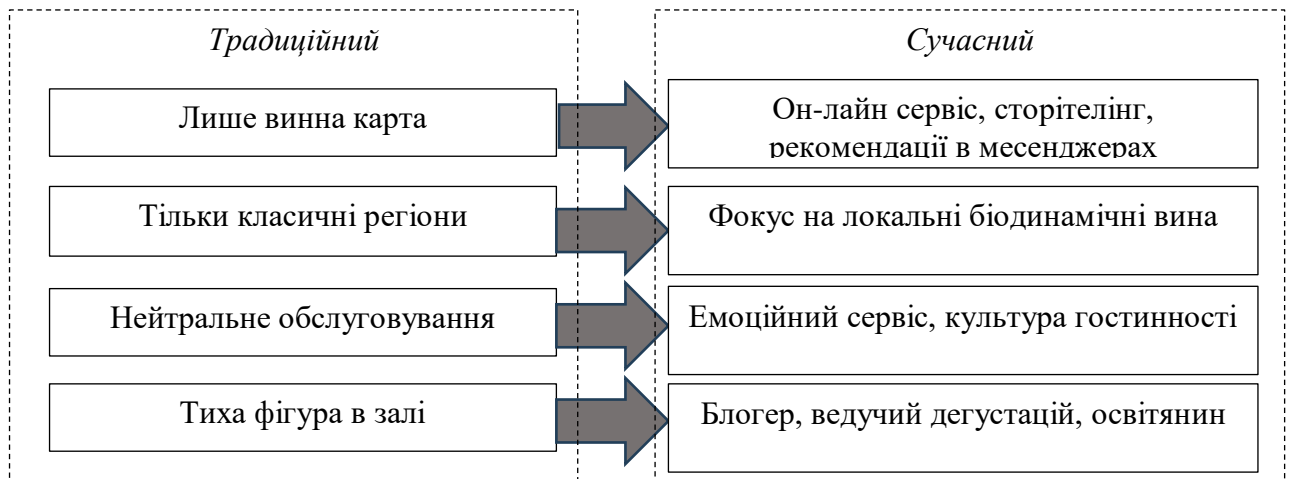 Традиційний
Сучасний
Лише винна карта
Он-лайн сервіс, сторітелінг,
рекомендації в месенджерах
Тільки класичні регіони
Фокус на локальні біодинамічні вина
Нейтральне обслуговування
Емоційний сервіс, культура гостинності
Тиха фігура в залі
Блогер, ведучий дегустацій, освітянин